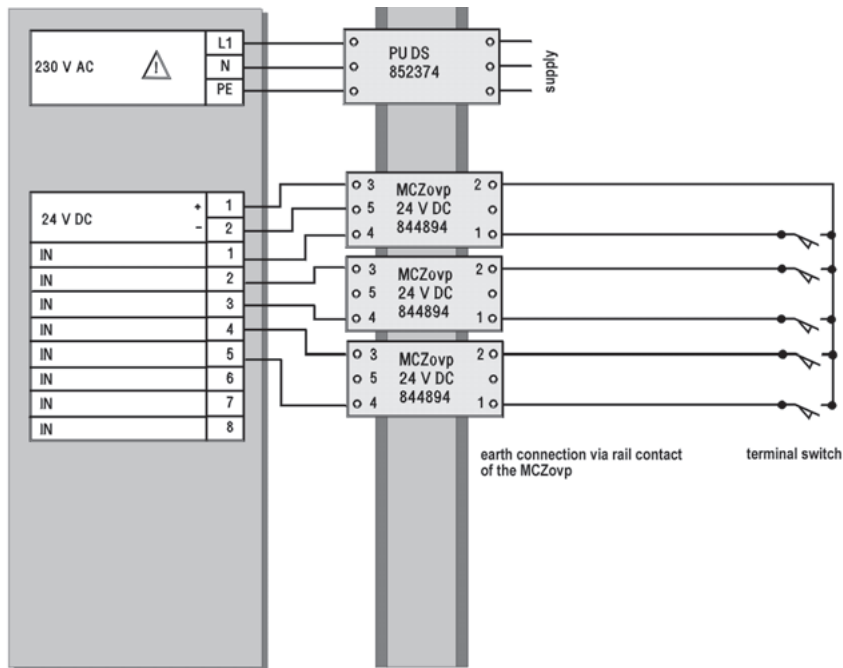 230 V AC
L1
N
PE
PU DS
852374
supply
24 V DC
+ 1
- 2
IN 1
IN 2
IN 3
IN 4
IN 5
IN 6
IN 7
IN 8
3 MCZovp 2
5 24 V DC
4 844894 1
3 MCZovp 2
5 24 V DC
4 844894 1
3 MCZovp 2
5 24 V DC
4 844894 1
earth connection via rail contact
of the MCZovp
terminal switch